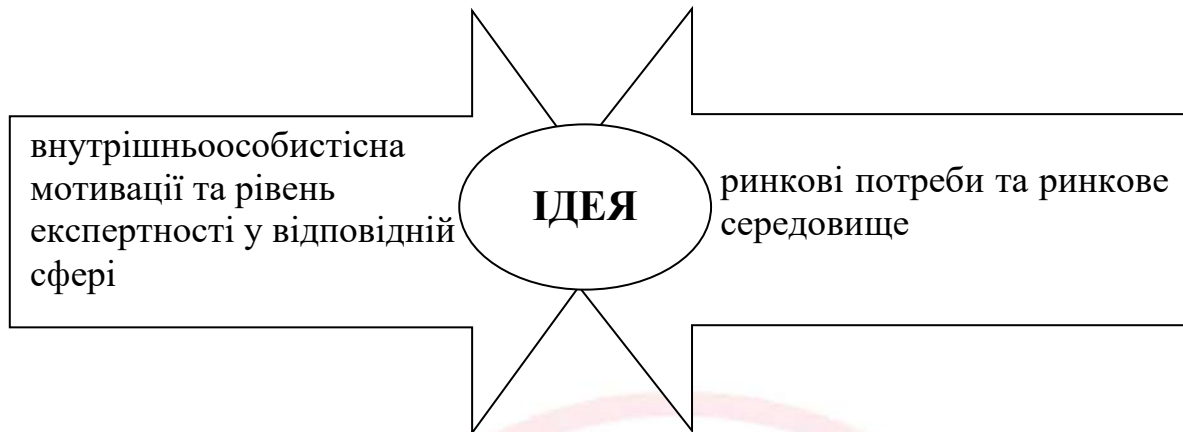 внутрішньоособистісна
мотивації та рівень
експертності у відповідній
сфері
ІДЕЯ
ринкові потреби та ринкове
середовище